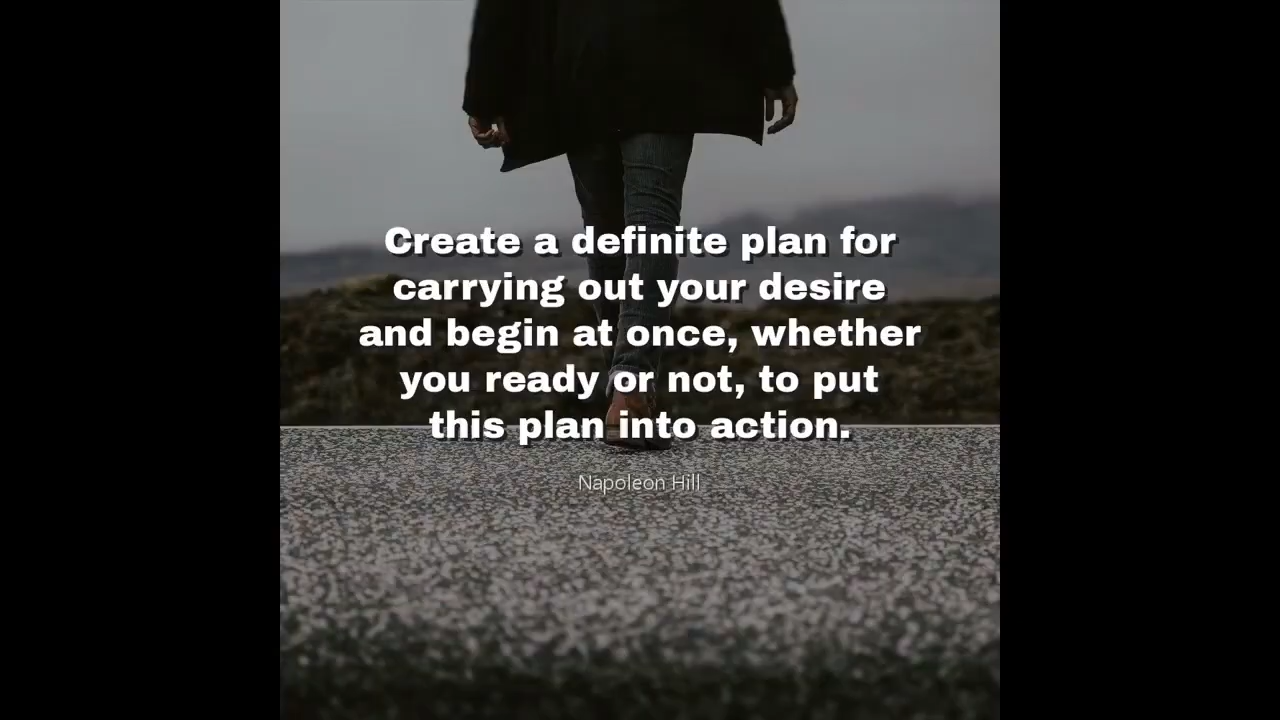 Create a definite plan for
carrying out your desire
and begin at once, whether
you ready or not, to put
this plan into action.
Napoleon Hill